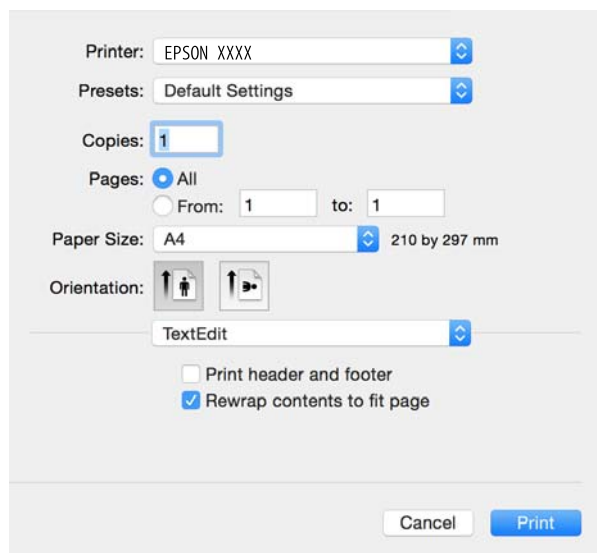 Printer: EPSON XXXX
Presets: Default Settings
Copies: 1
Pages: All
From: 1 to: 1
Paper Size: A4 210 by 297 mm
Orientation:
TextEdit
Print header and footer
Rewrap contents to fit page
Cancel Print